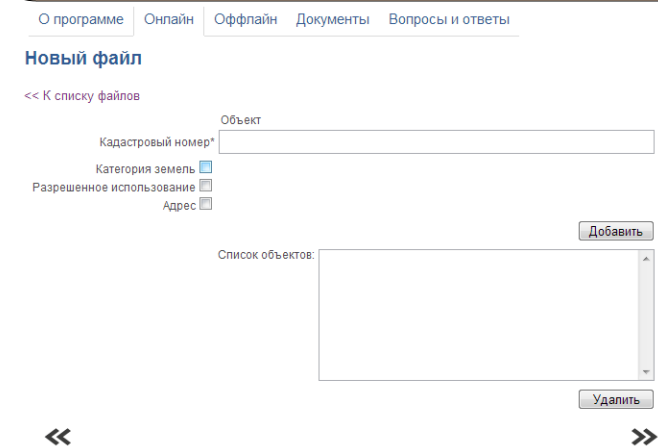 О программе Онлайн Оффлайн Документы Вопросы и ответы
Новый файл
<< К списку файлов
Объект
Кадастровый номер*
Категория земель
Разрешенное использование
Адрес
Добавить
Список объектов:
Удалить